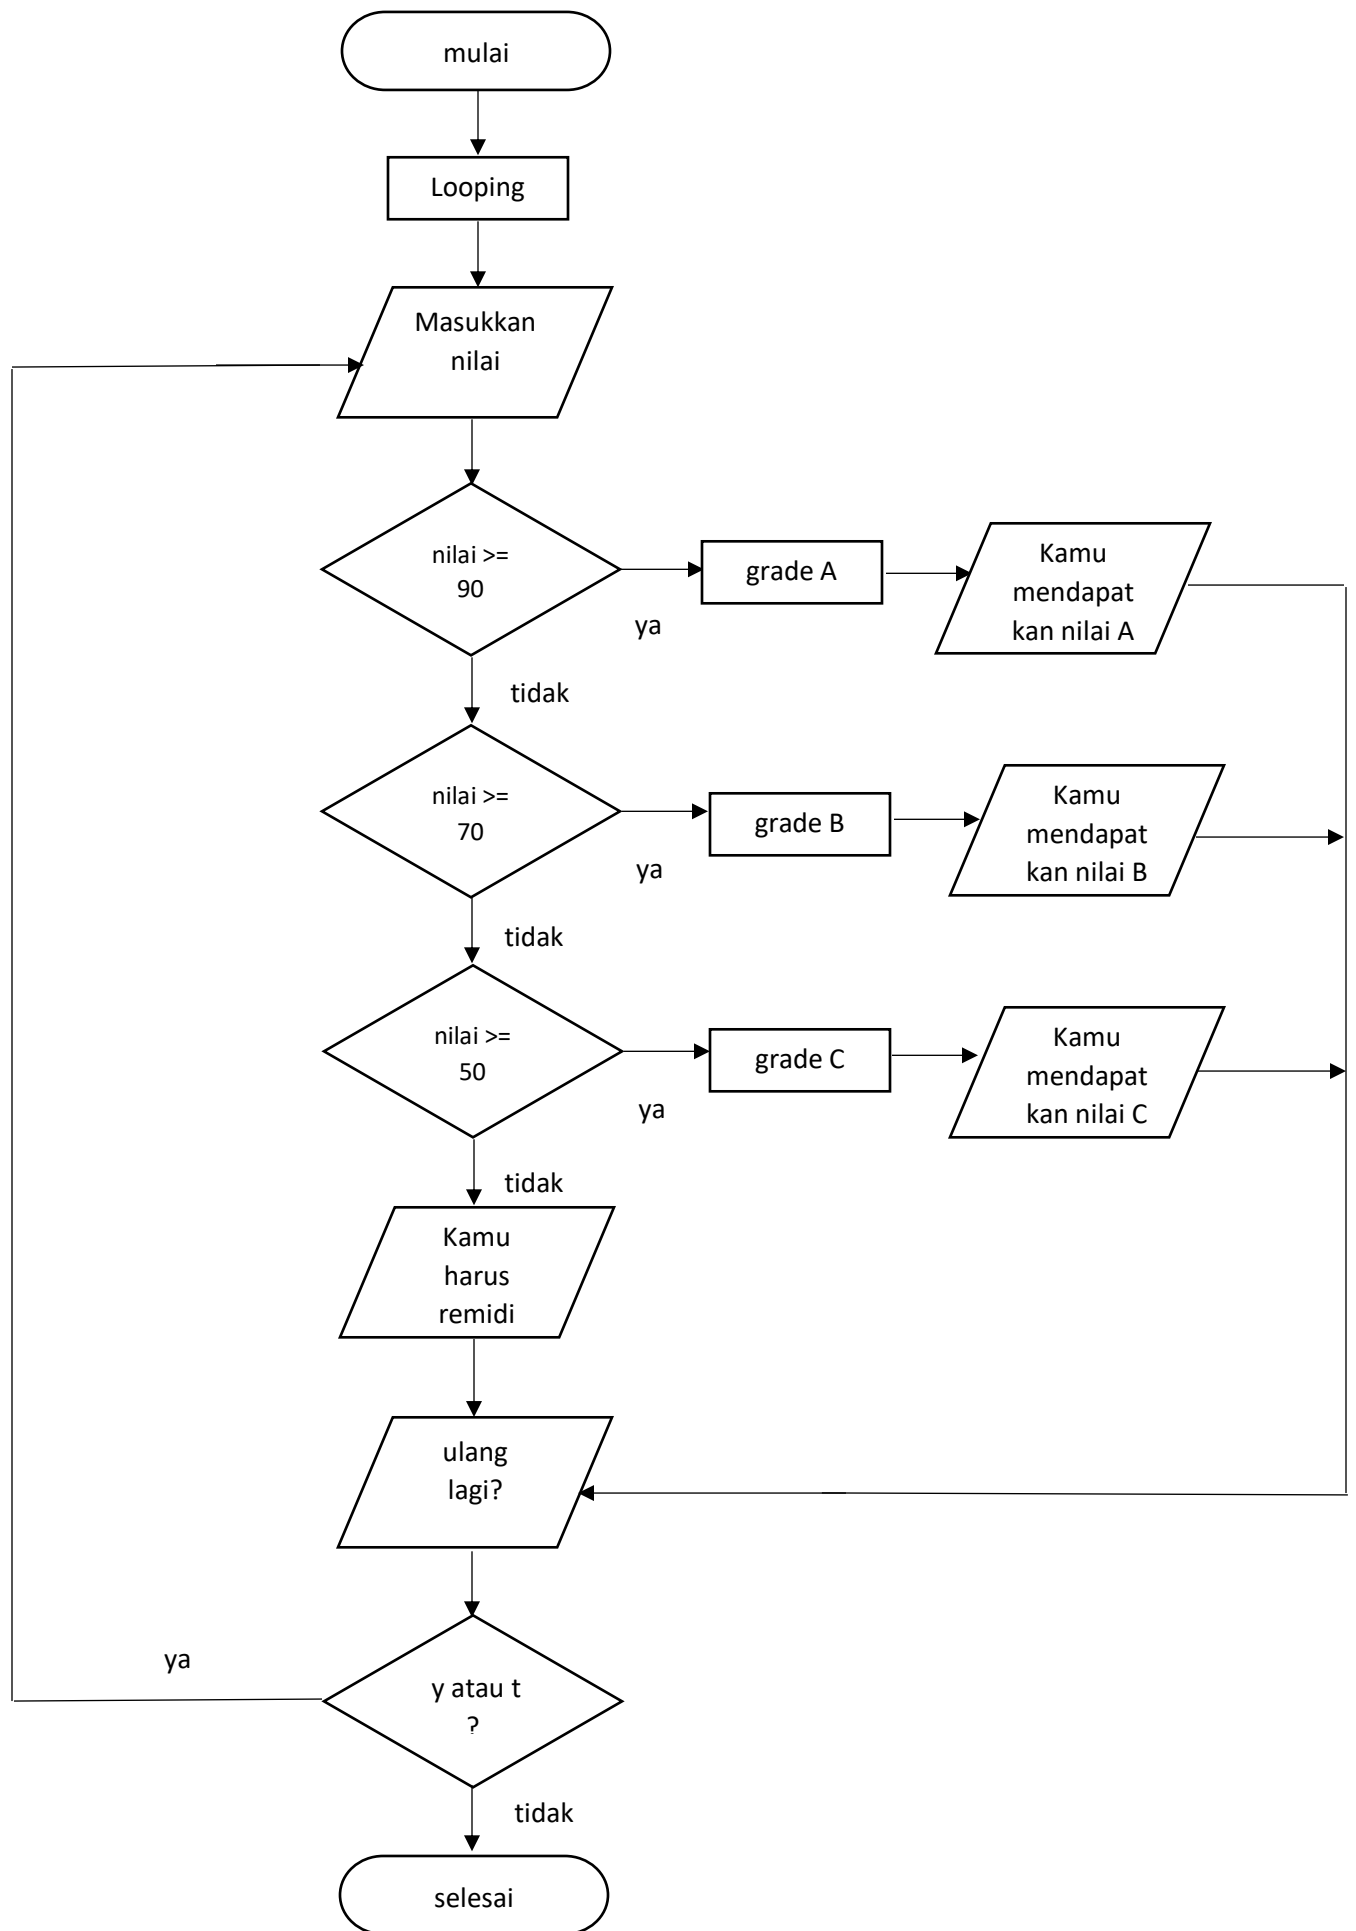 mulai
Looping
Masukkan
nilai
nilai >=
90
ya
grade A
Kamu
mendapat
kan nilai A
tidak
nilai >=
70
ya
grade B
Kamu
mendapat
kan nilai B
tidak
nilai >=
50
ya
grade C
Kamu
mendapat
kan nilai C
tidak
Kamu
harus
remidi
ulang
lagi?
ya
y atau t
?
tidak
selesai